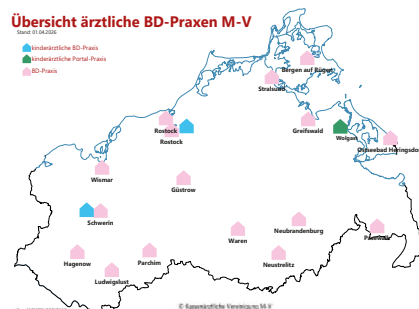 Übersicht ärztliche BD-Praxen M-V
Stand: 01.04.2026
kinderärztliche BD-Praxis
kinderärztliche Portal-Praxis
BD-Praxis
Bergen auf Rügen
Stralsund
Rostock
Rostock
Greifswald
Wolgast
Ostseebad Heringsdorf
Wismar
Güstrow
Schwerin
Waren
Neubrandenburg
Pasewalk
Hagenow
Parchim
Neustrelitz
Ludwigslust
© Kassenärztliche Vereinigung M-V